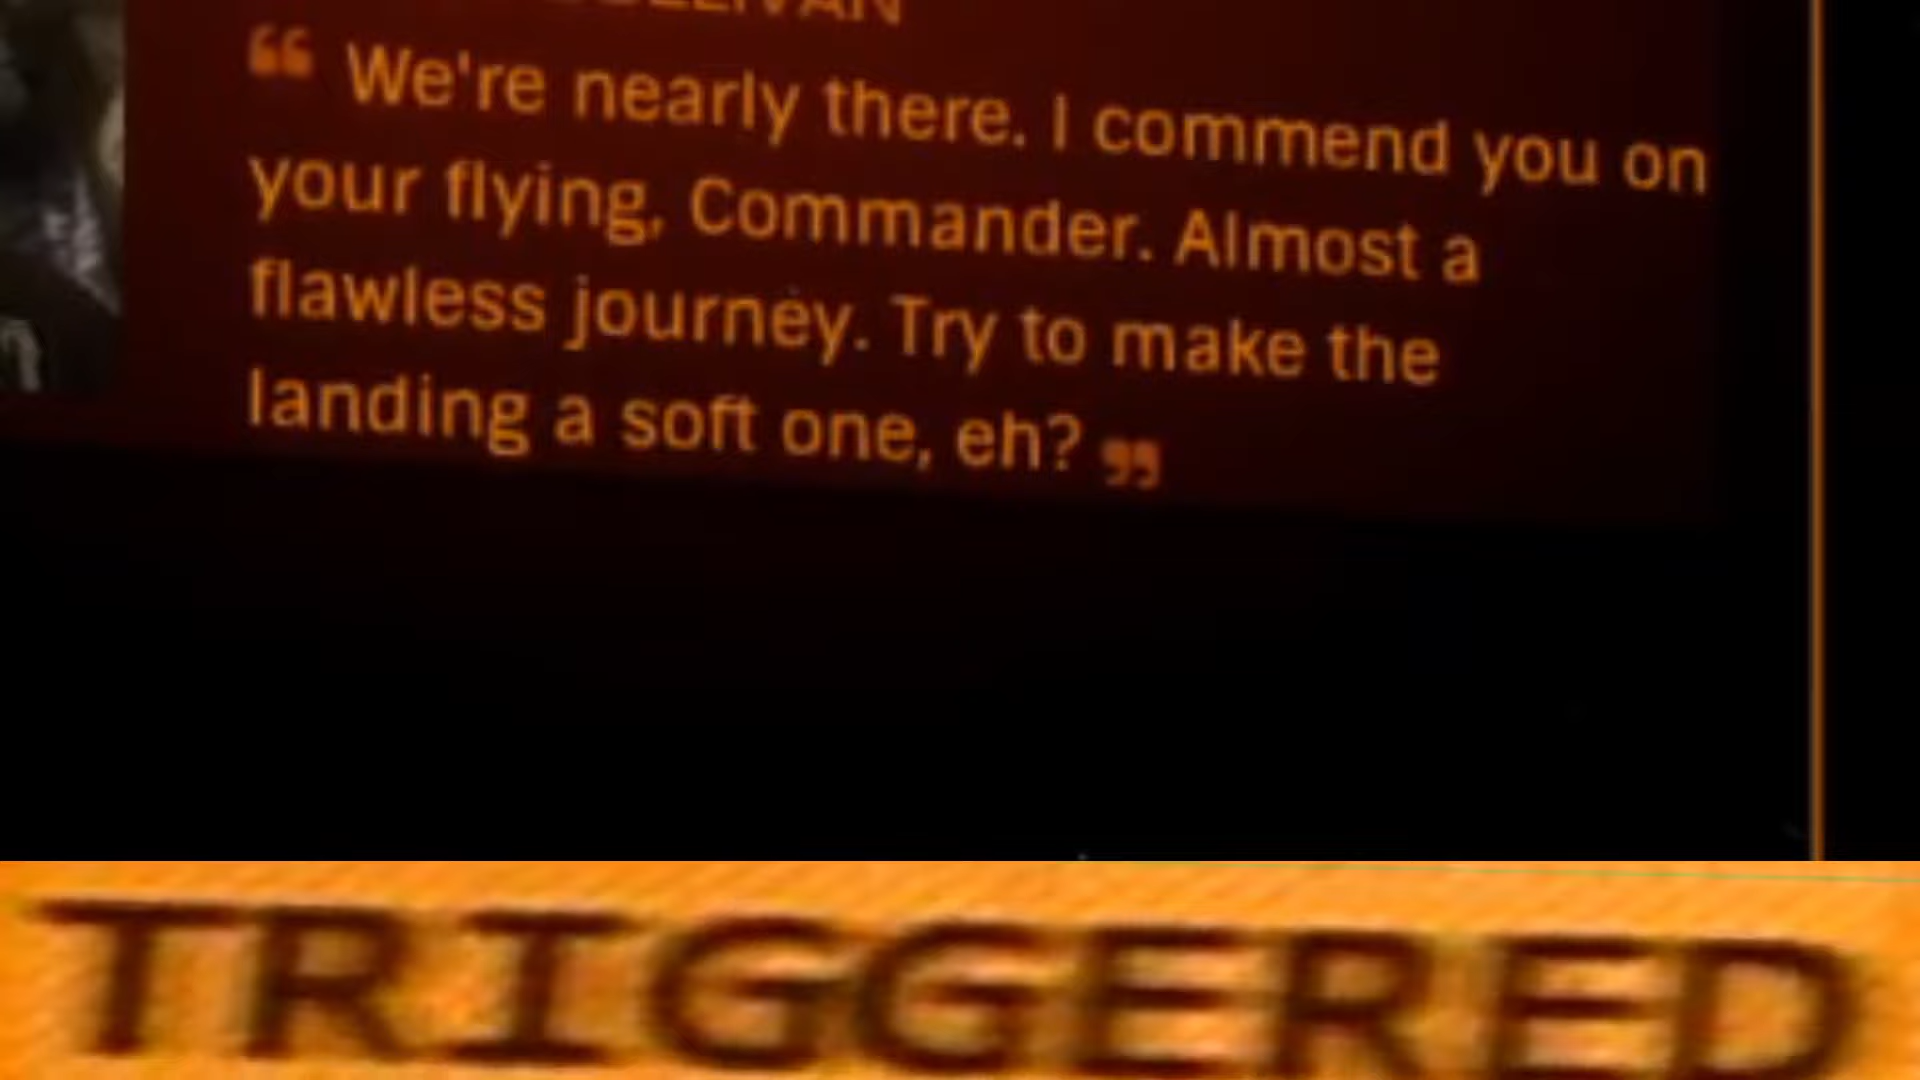 “ We're nearly there. I commend you on
your flying, Commander. Almost a
flawless journey. Try to make the
landing a soft one, eh? ”
TRIGGERED